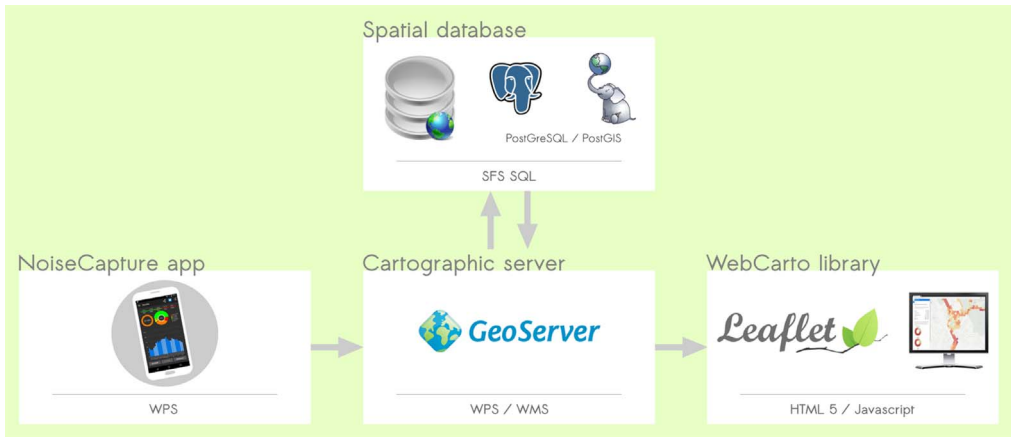 Spatial database
PostGreSQL / PostGIS
SFS SQL
NoiseCapture app
WPS
Cartographic server
GeoServer
WPS / WMS
WebCarto library
Leaflet
HTML 5 / Javascript